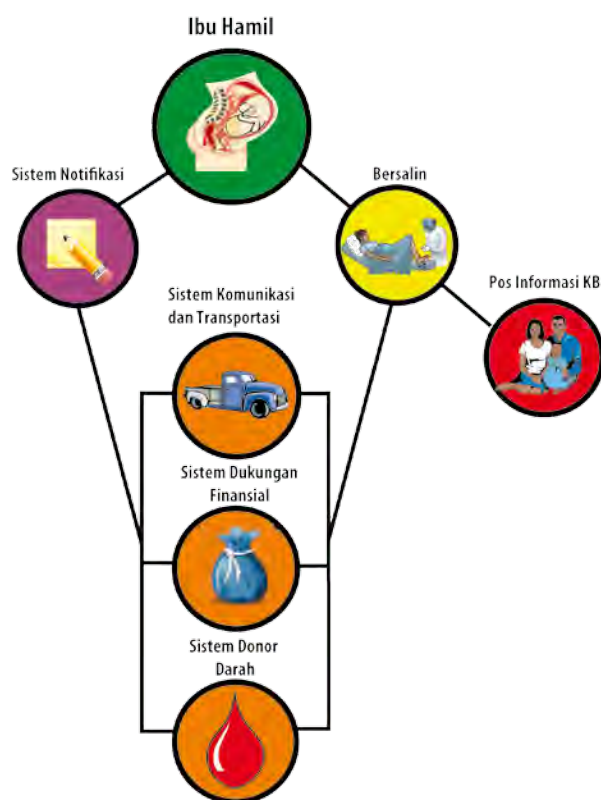 Ibu Hamil
Sistem Notifikasi
Bersalin
Pos Informasi KB
Sistem Komunikasi
dan Transportasi
Sistem Dukungan
Finansial
Sistem Donor
Darah